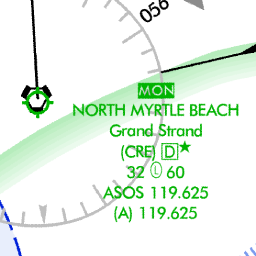 056
MON
NORTH MYRTLE BEACH
Grand Strand
(CRE) D★
32 L 60
ASOS 119.625
(A) 119.625